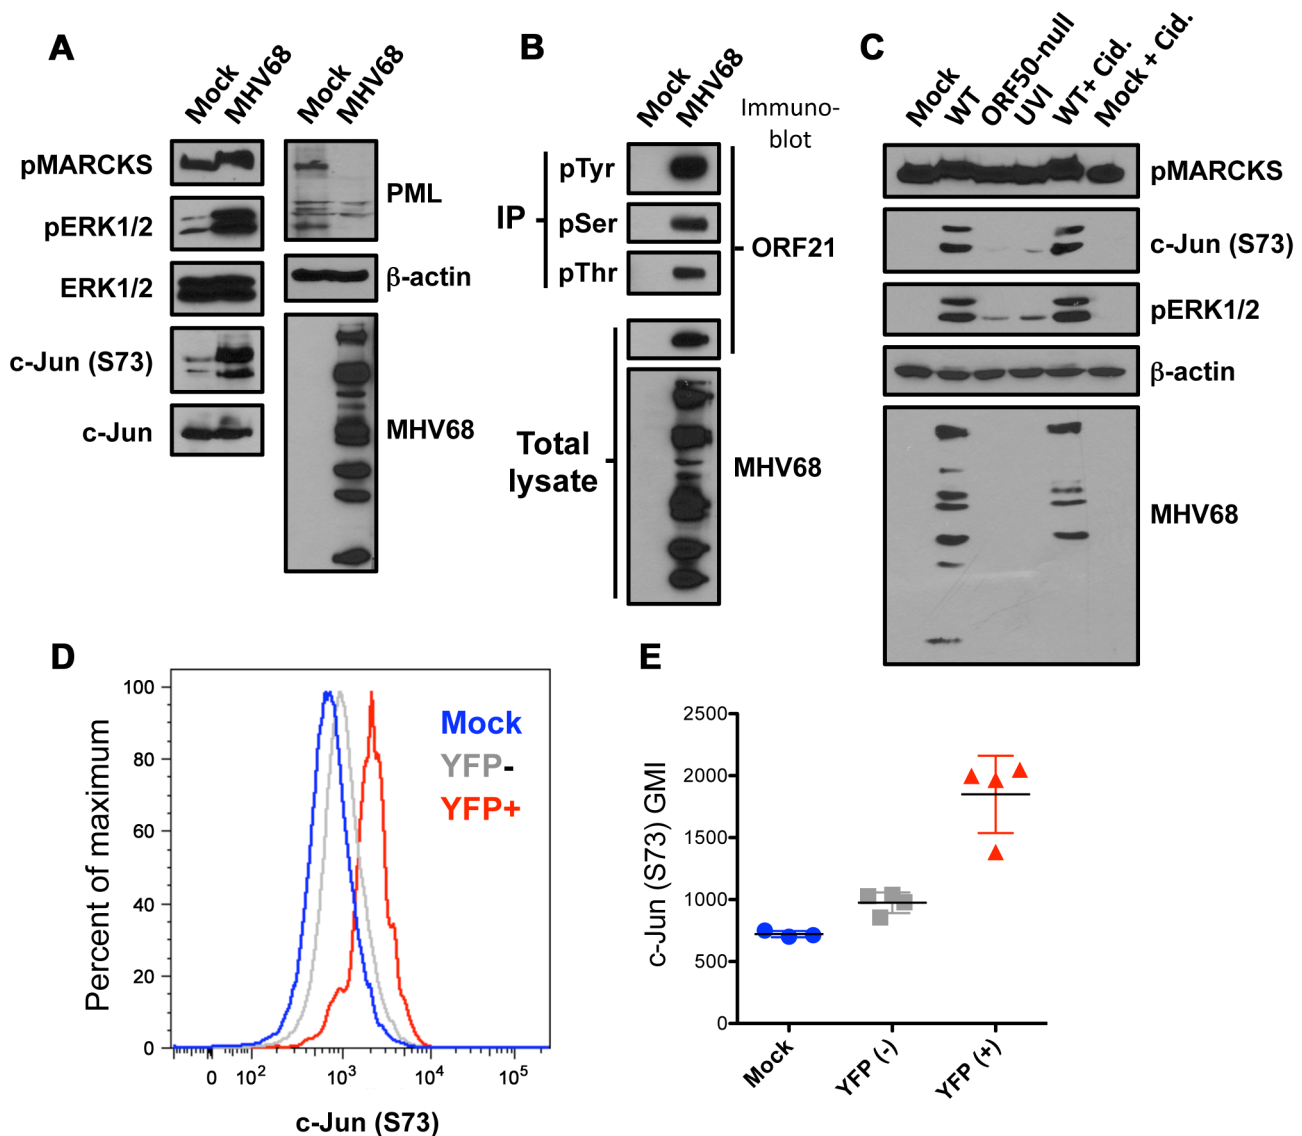 A
Mock
MHV68
Mock
MHV68
pMARCKS
pERK1/2
ERK1/2
c-Jun (S73)
c-Jun
PML
β-actin
MHV68
B
Mock
MHV68
Immuno-
blot
IP
pTyr
pSer
pThr
ORF21
Total
lysate
MHV68
C
Mock
WT
ORF50-null
UVI
WT+ Cid.
Mock + Cid.
pMARCKS
c-Jun (S73)
pERK1/2
β-actin
MHV68
D
Percent of maximum
100
80
60
40
20
0
Mock
YFP-
YFP+
0 10² 10³ 10⁴ 10⁵
c-Jun (S73)
E
c-Jun (S73) GMI
2500
2000
1500
1000
500
0
Mock
YFP (-)
YFP (+)